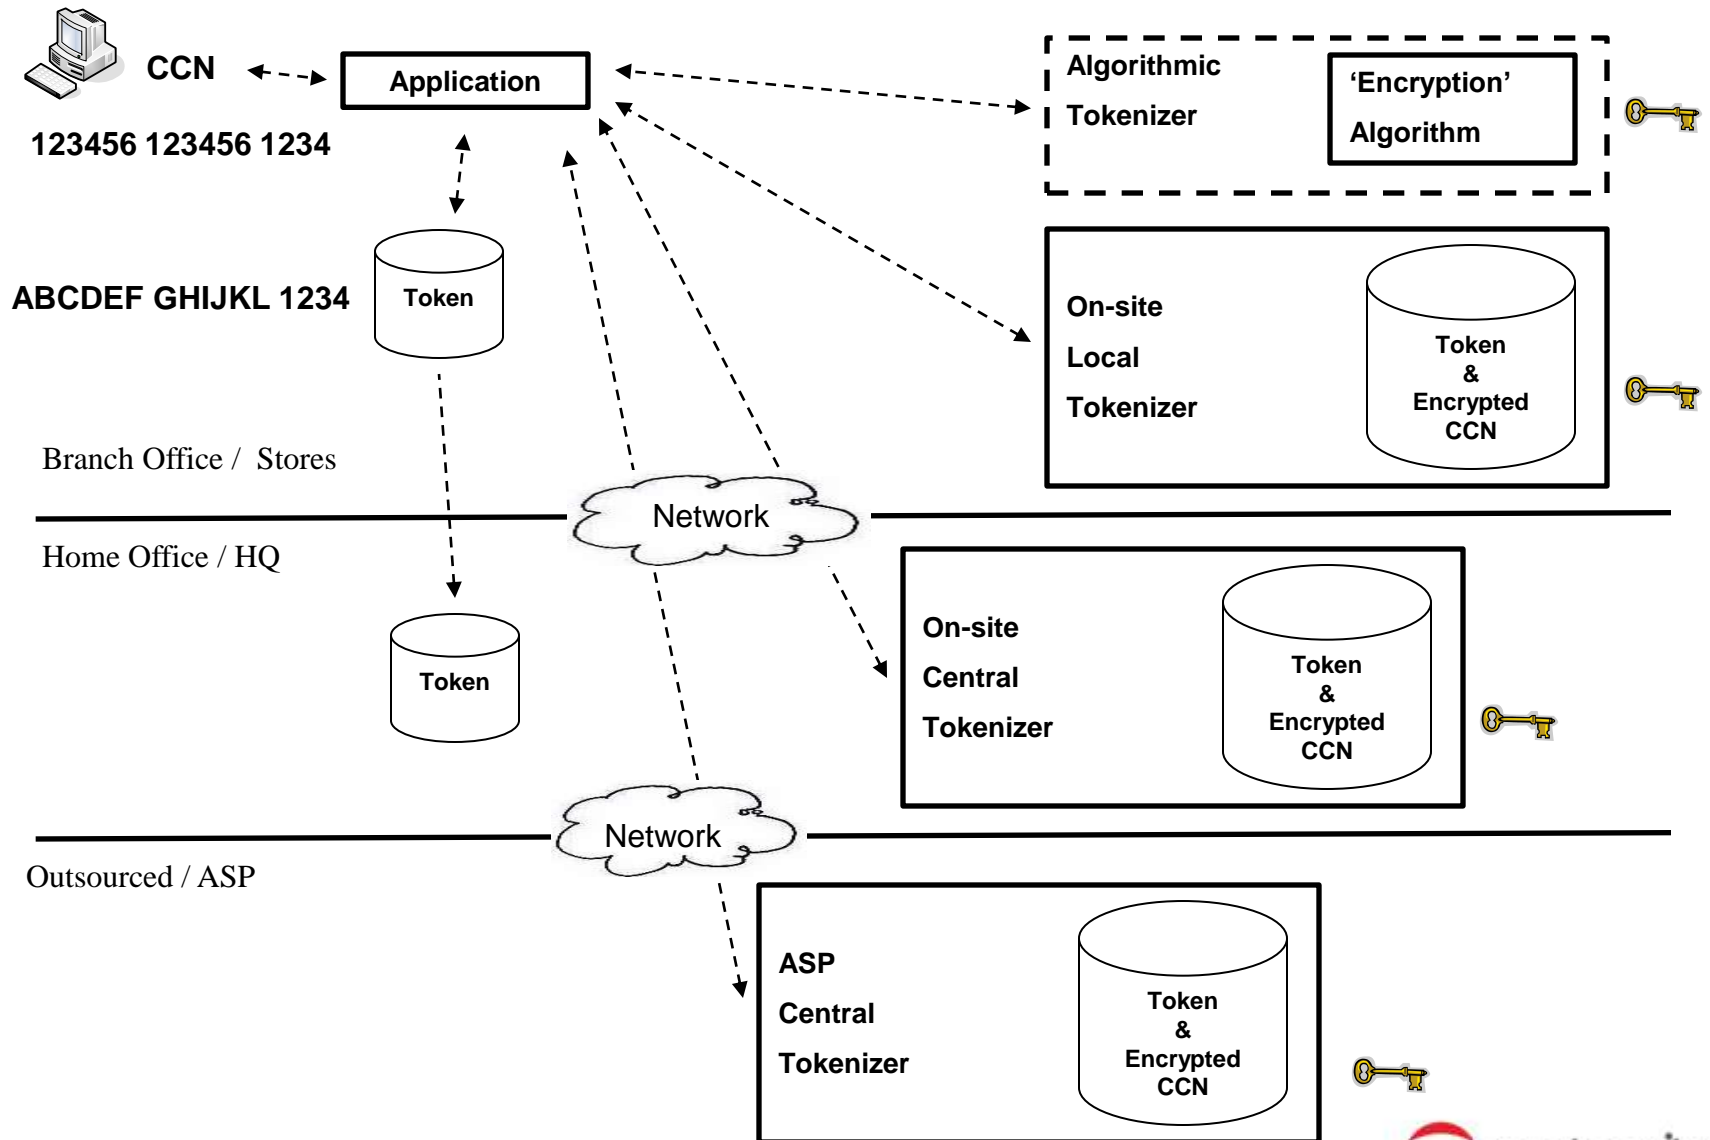 CCN
Application
123456 123456 1234
Algorithmic
Tokenizer
‘Encryption’
Algorithm
ABCDEF GHIJKL 1234
Token
On-site
Local
Tokenizer
Token
&
Encrypted
CCN
Branch Office / Stores
Network
Home Office / HQ
Token
On-site
Central
Tokenizer
Token
&
Encrypted
CCN
Network
Outsourced / ASP
ASP
Central
Tokenizer
Token
&
Encrypted
CCN